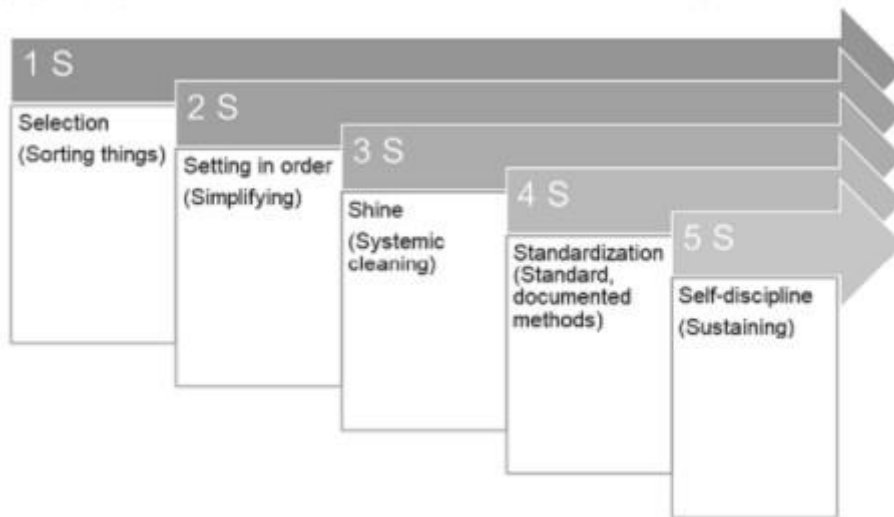 1 S
Selection
(Sorting things)
2 S
Setting in order
(Simplifying)
3 S
Shine
(Systemic
cleaning)
4 S
Standardization
(Standard,
documented
methods)
5 S
Self-discipline
(Sustaining)